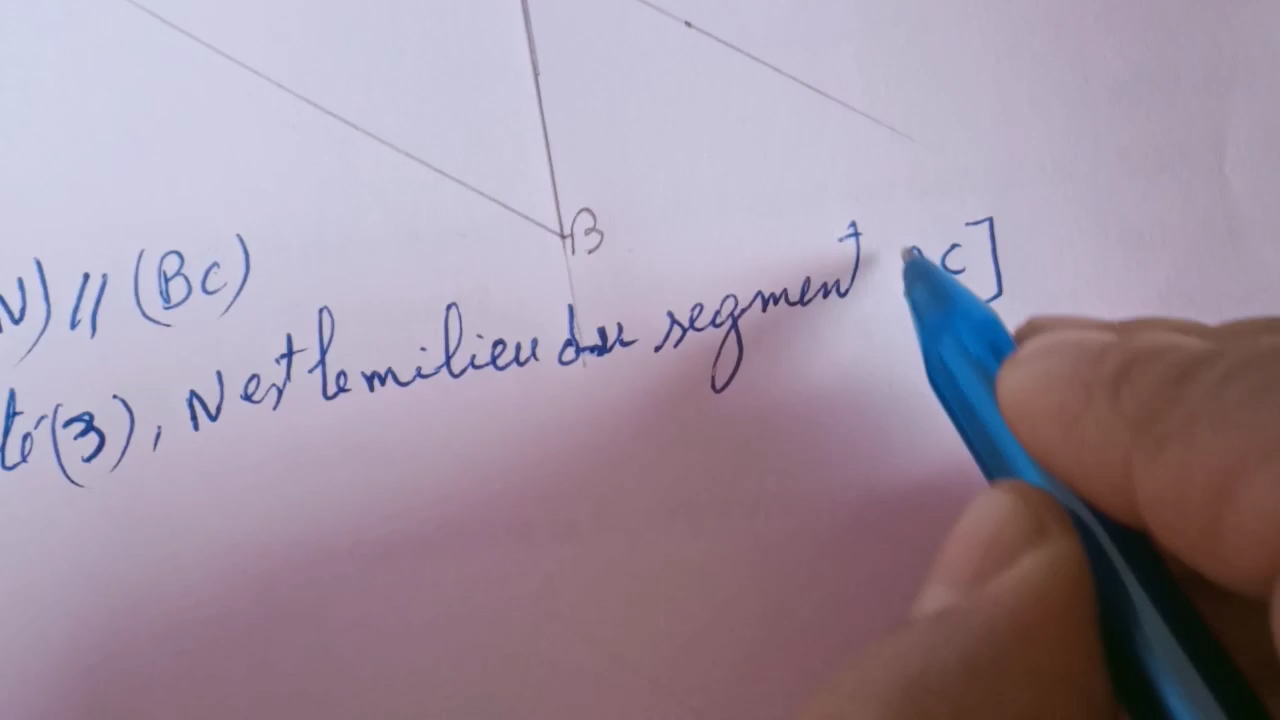 B
N) // (BC)
té (3), N est le milieu du segment C]